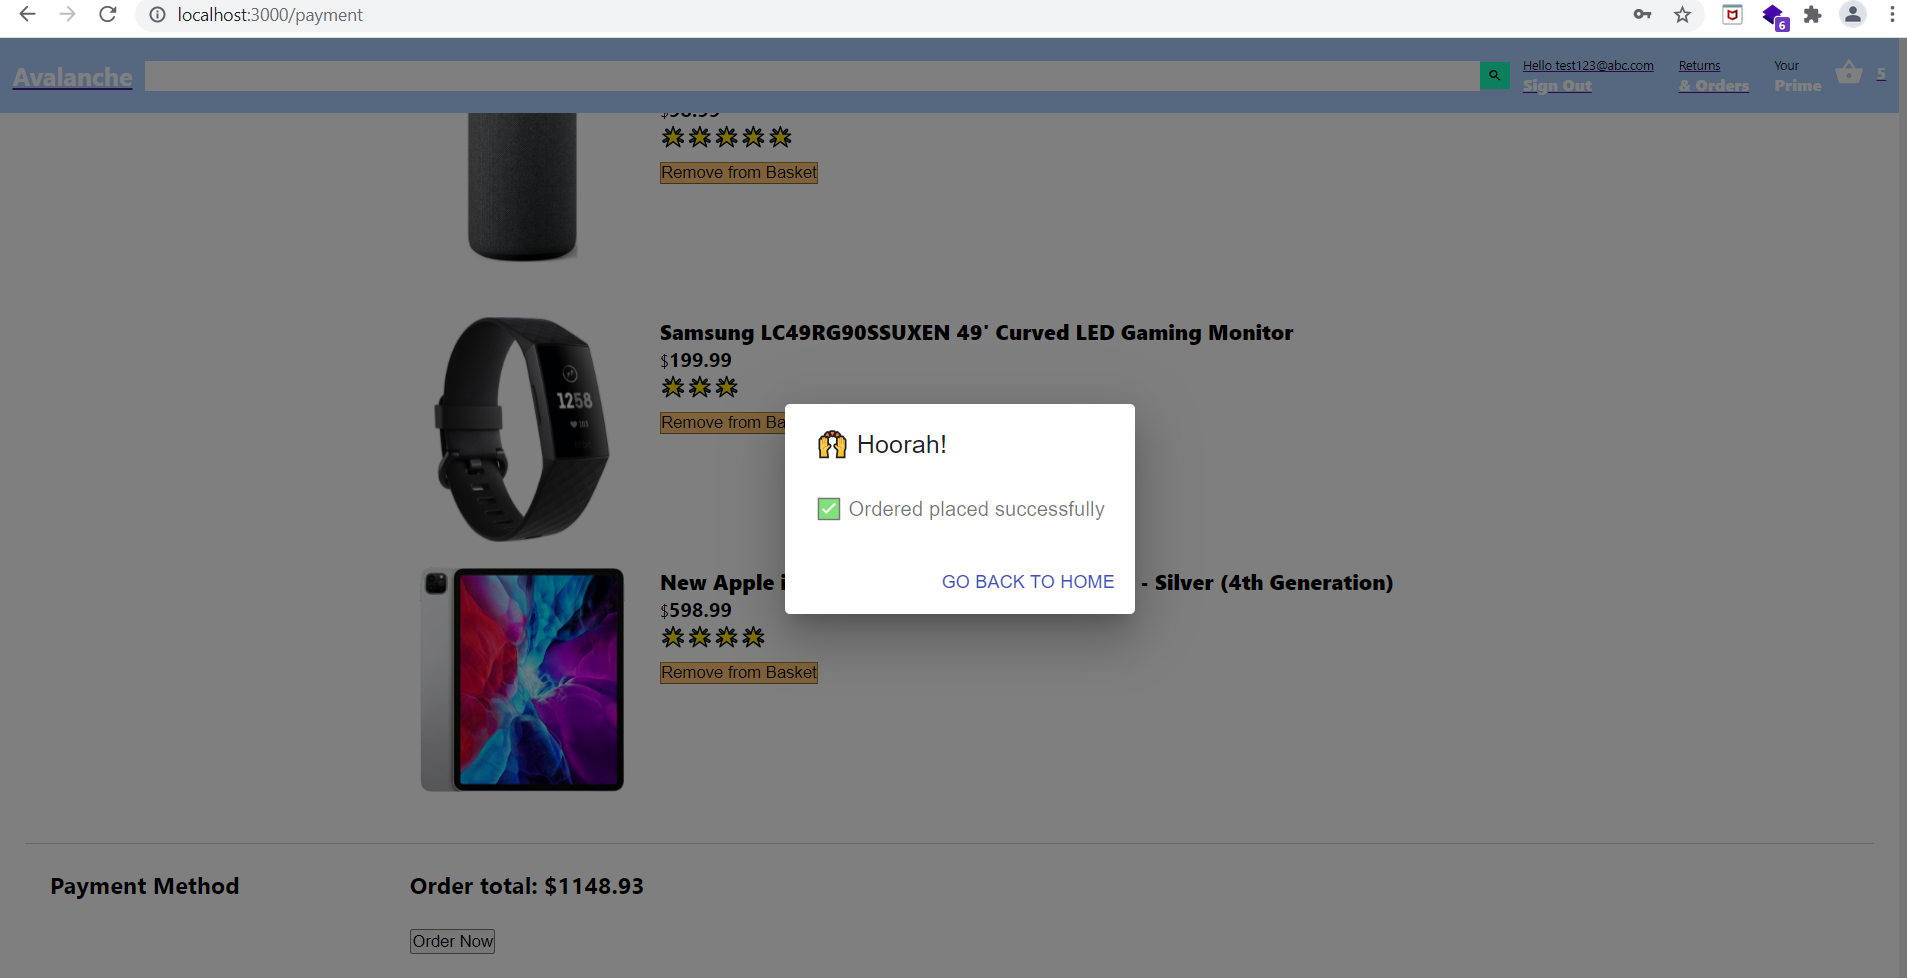 localhost:3000/payment
6
Avalanche
Hello test123@abc.com
Sign Out
Returns
& Orders
Your
Prime
5
$98.99
Remove from Basket
Samsung LC49RG90SSUXEN 49' Curved LED Gaming Monitor
$199.99
1258
Remove from Ba
🙌 Hoorah!
✅ Ordered placed successfully
GO BACK TO HOME
New Apple i
- Silver (4th Generation)
$598.99
Remove from Basket
Payment Method
Order total: $1148.93
Order Now